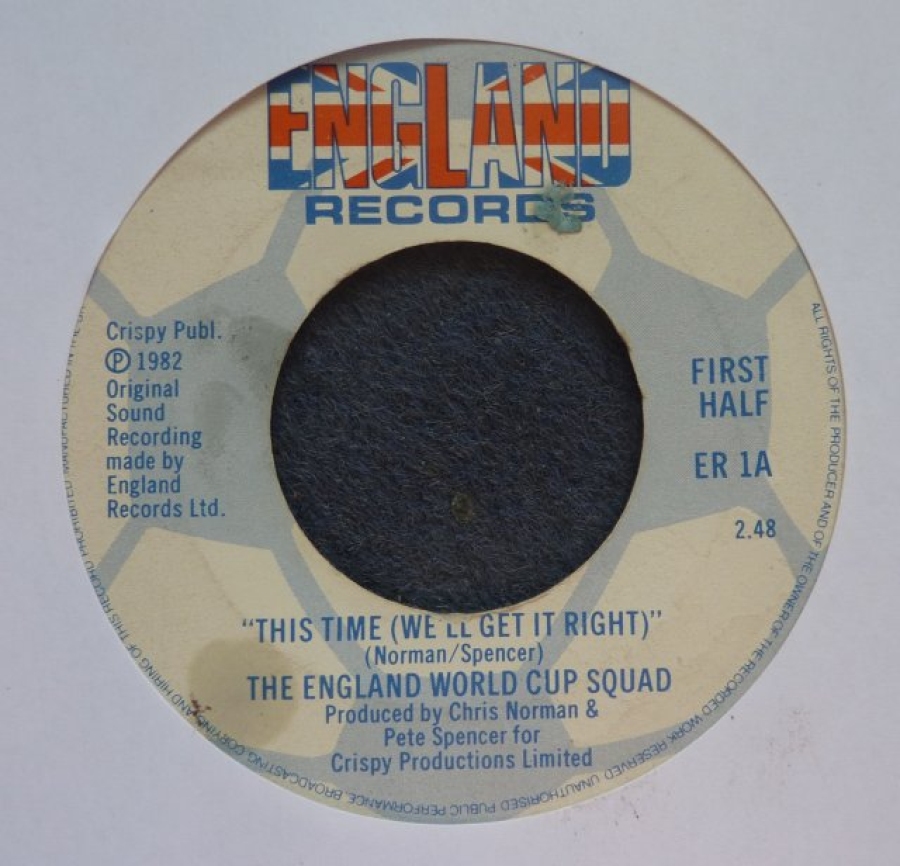 ENGLAND
RECORDS
Crispy Publ.
Ⓟ 1982
Original
Sound
Recording
made by
England
Records Ltd.
FIRST
HALF
ER 1A
2.48
"THIS TIME (WE'LL GET IT RIGHT)"
(Norman/Spencer)
THE ENGLAND WORLD CUP SQUAD
Produced by Chris Norman &
Pete Spencer for
Crispy Productions Limited
ALL RIGHTS OF THE PRODUCER AND OF THE OWNER OF THE RECORDED WORK RESERVED. UNAUTHORISED PUBLIC PERFORMANCE, BROADCASTING, COPYING AND HIRING OF THIS RECORD PROHIBITED. MANUFACTURED IN THE